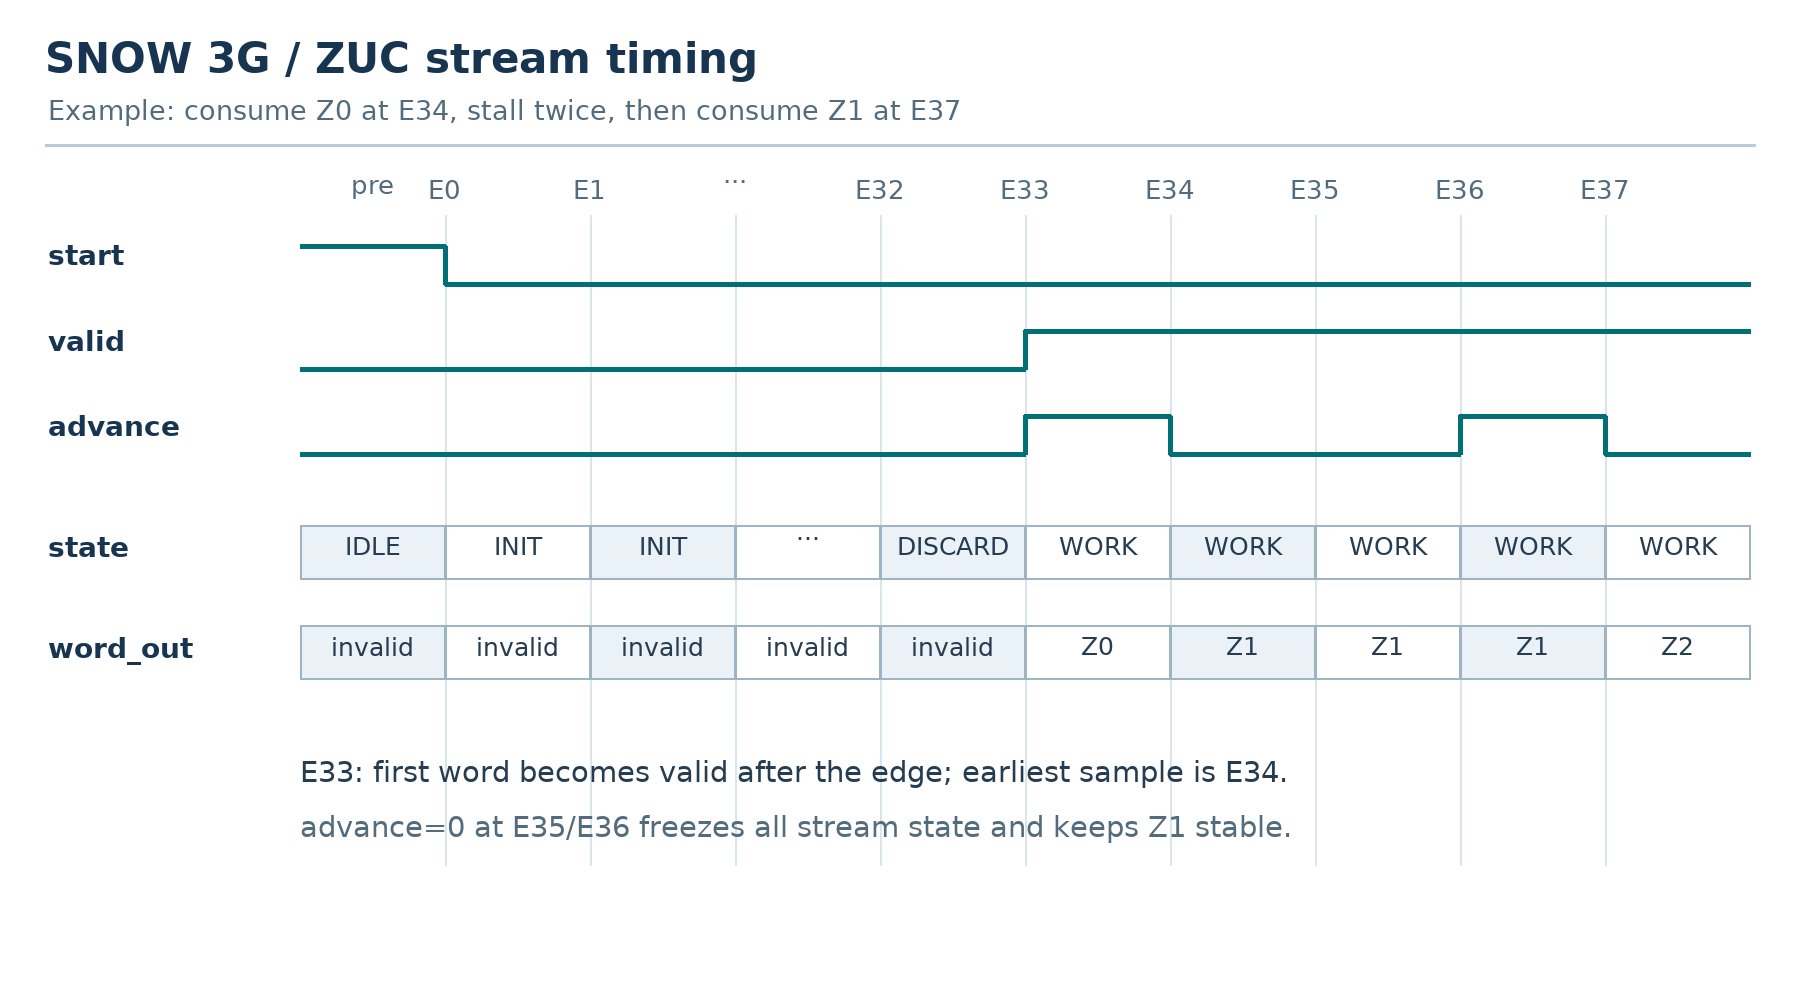 SNOW 3G / ZUC stream timing
Example: consume Z0 at E34, stall twice, then consume Z1 at E37
pre E0 E1 ... E32 E33 E34 E35 E36 E37
start
valid
advance
state IDLE INIT INIT ... DISCARD WORK WORK WORK WORK WORK
word_out invalid invalid invalid invalid invalid Z0 Z1 Z1 Z1 Z2
E33: first word becomes valid after the edge; earliest sample is E34.
advance=0 at E35/E36 freezes all stream state and keeps Z1 stable.